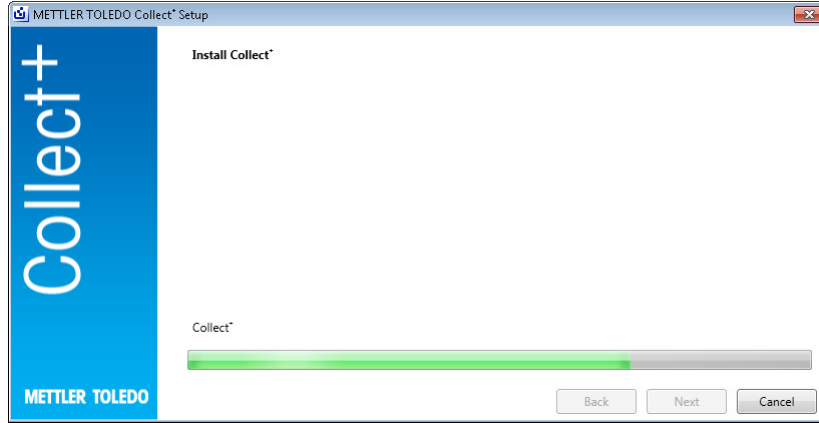 METTLER TOLEDO Collect⁺ Setup
Install Collect⁺
Collect+
Collect⁺
METTLER TOLEDO
Back
Next
Cancel